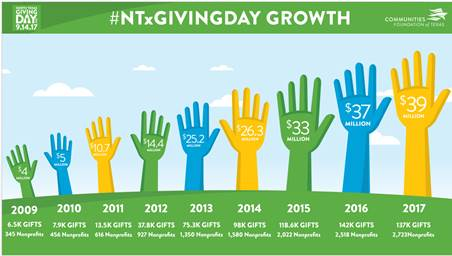 NORTH TEXAS
GIVING
DAY
9.14.17
#NTxGIVINGDAY GROWTH
COMMUNITIES
FOUNDATION of TEXAS
$4
MILLION
$5
MILLION
$10.7
MILLION
$14.4
MILLION
$25.2
MILLION
$26.3
MILLION
$33
MILLION
$37
MILLION
$39
MILLION
2009 2010 2011 2012 2013 2014 2015 2016 2017
6.5K GIFTS 7.9K GIFTS 13.5K GIFTS 37.8K GIFTS 75.3K GIFTS 98K GIFTS 118.6K GIFTS 142K GIFTS 137K GIFTS
345 Nonprofits 456 Nonprofits 616 Nonprofits 927 Nonprofits 1,350 Nonprofits 1,580 Nonprofits 2,022 Nonprofits 2,518 Nonprofits 2,723Nonprofits